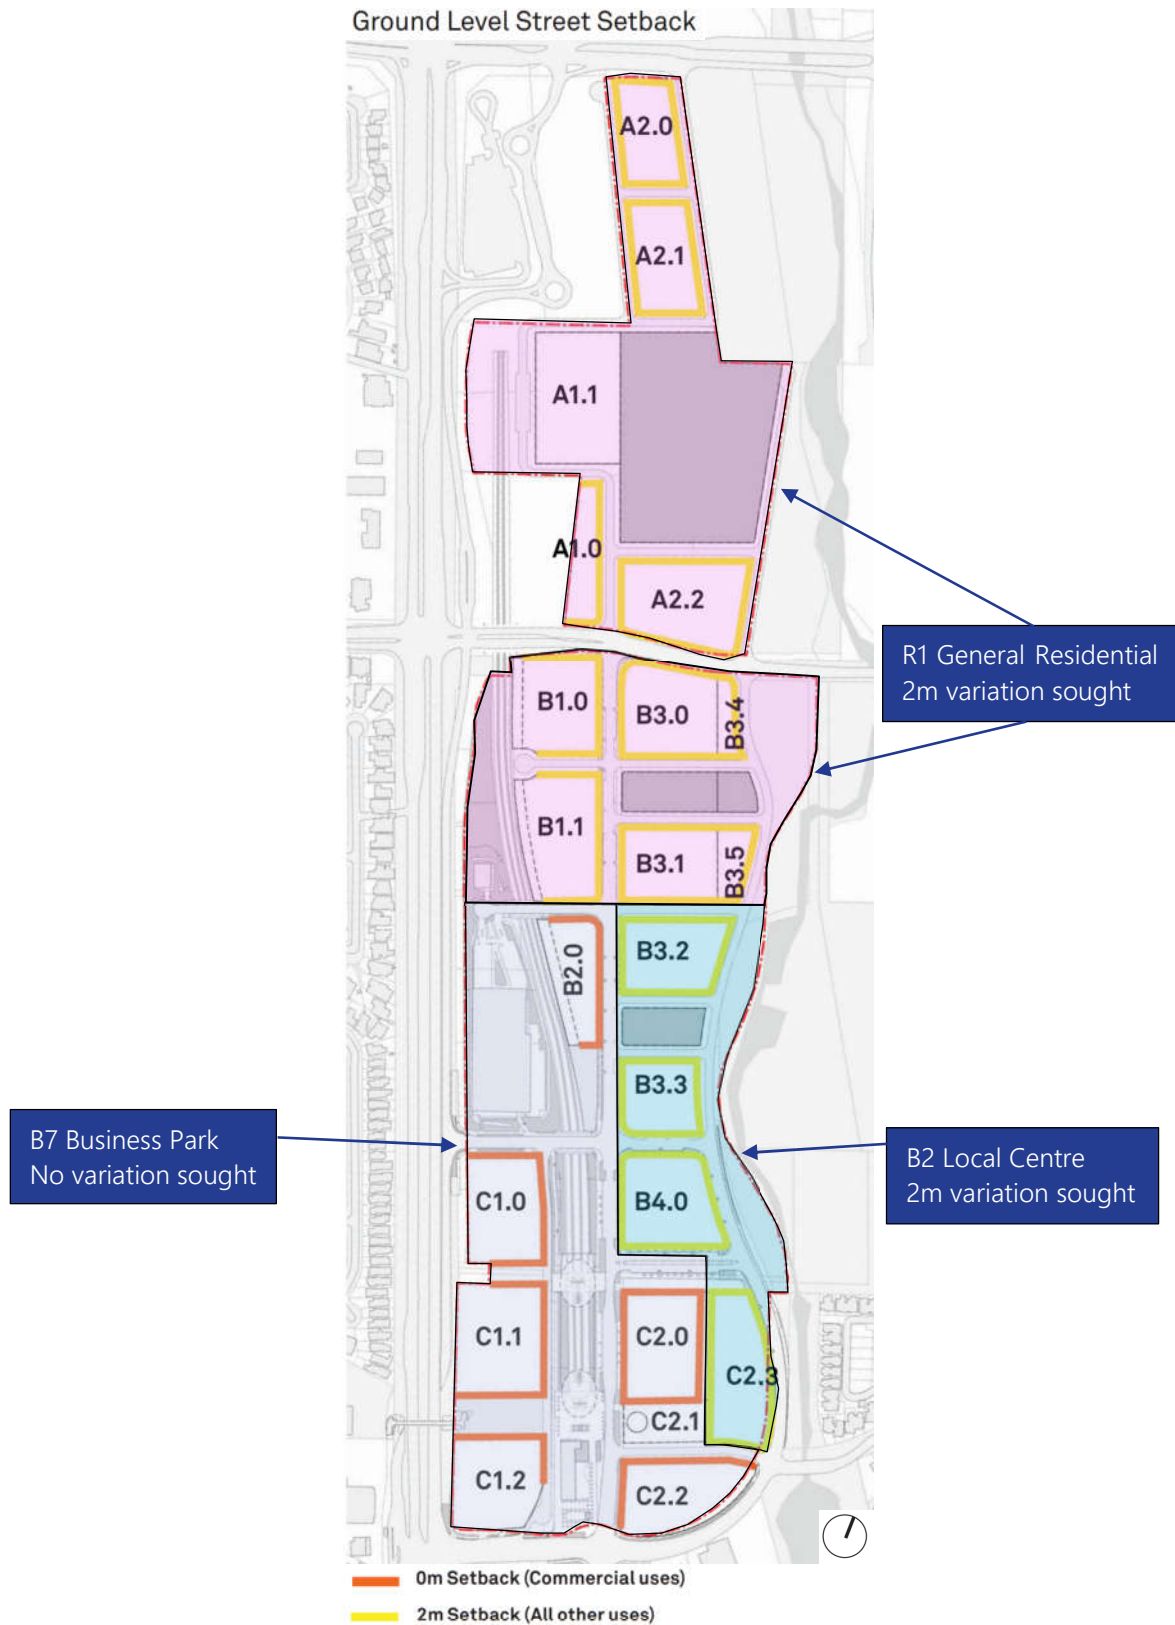 Ground Level Street Setback
A2.0
A2.1
A1.1
A1.0
A2.2
R1 General Residential
2m variation sought
B1.0
B3.0
B3.4
B1.1
B3.1
B3.5
B2.0
B3.2
B3.3
B7 Business Park
No variation sought
B2 Local Centre
2m variation sought
C1.0
B4.0
C1.1
C2.0
C2.3
C2.1
C1.2
C2.2
0m Setback (Commercial uses)
2m Setback (All other uses)